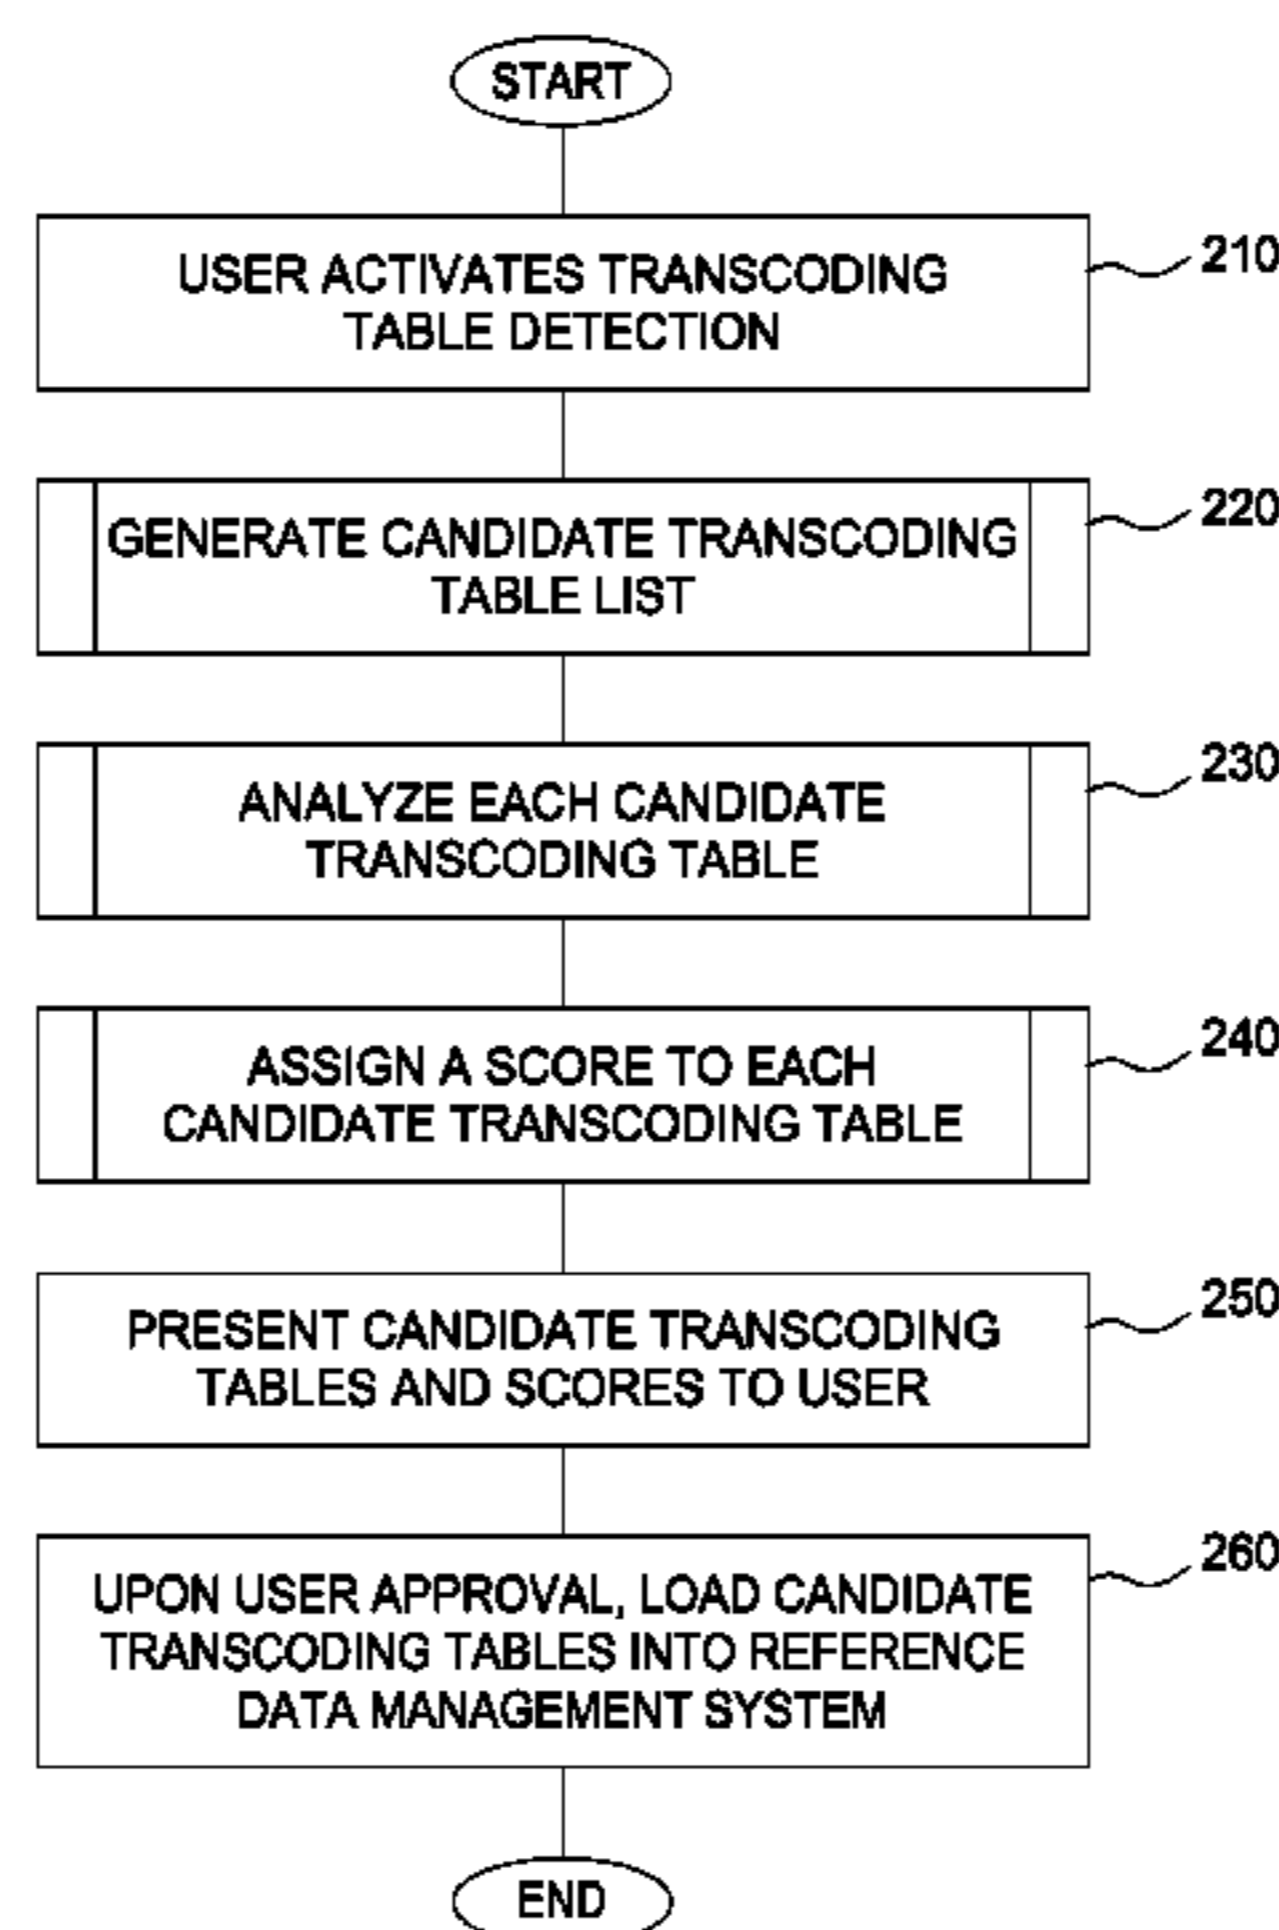 START
USER ACTIVATES TRANSCODING
TABLE DETECTION
210
GENERATE CANDIDATE TRANSCODING
TABLE LIST
220
ANALYZE EACH CANDIDATE
TRANSCODING TABLE
230
ASSIGN A SCORE TO EACH
CANDIDATE TRANSCODING TABLE
240
PRESENT CANDIDATE TRANSCODING
TABLES AND SCORES TO USER
250
UPON USER APPROVAL, LOAD CANDIDATE
TRANSCODING TABLES INTO REFERENCE
DATA MANAGEMENT SYSTEM
260
END